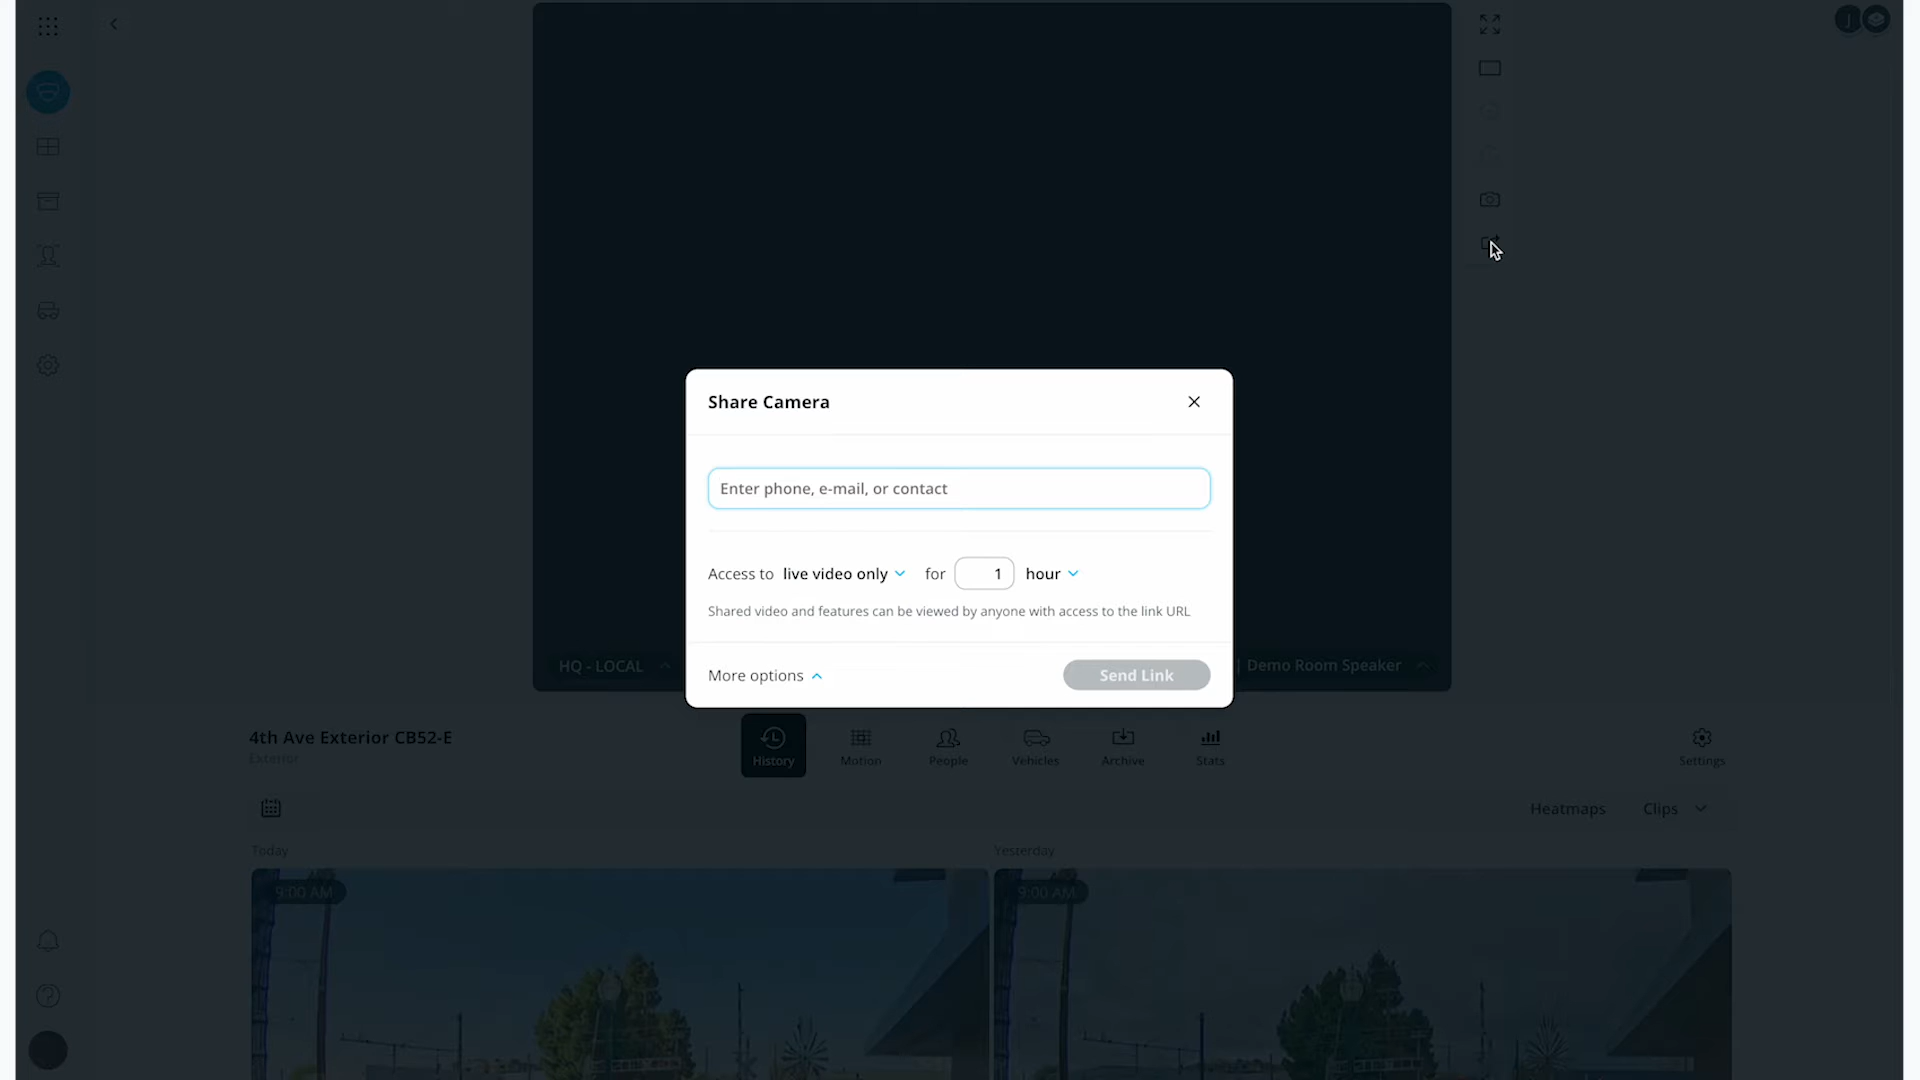 J
Share Camera
Enter phone, e-mail, or contact
Access to live video only for 1 hour
Shared video and features can be viewed by anyone with access to the link URL
HQ - LOCAL
| Demo Room Speaker
More options
Send Link
4th Ave Exterior CB52-E
Exterior
History
Motion
People
Vehicles
Archive
Stats
Settings
Heatmaps
Clips
Today
Yesterday
9:00 AM
9:00 AM